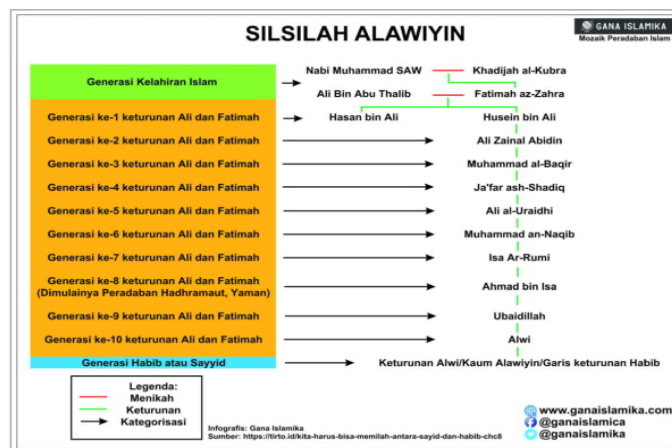 SILSILAH ALAWIYIN
GANA ISLAMIKA
Mozaik Peradaban Islam
Generasi Kelahiran Islam
Nabi Muhammad SAW
Khadijah al-Kubra
Ali Bin Abu Thalib
Fatimah az-Zahra
Generasi ke-1 keturunan Ali dan Fatimah
Hasan bin Ali
Husein bin Ali
Generasi ke-2 keturunan Ali dan Fatimah
Ali Zainal Abidin
Generasi ke-3 keturunan Ali dan Fatimah
Muhammad al-Baqir
Generasi ke-4 keturunan Ali dan Fatimah
Ja'far ash-Shadiq
Generasi ke-5 keturunan Ali dan Fatimah
Ali al-Uraidhi
Generasi ke-6 keturunan Ali dan Fatimah
Muhammad an-Naqib
Generasi ke-7 keturunan Ali dan Fatimah
Isa Ar-Rumi
Generasi ke-8 keturunan Ali dan Fatimah
(Dimulainya Peradaban Hadhramaut, Yaman)
Ahmad bin Isa
Generasi ke-9 keturunan Ali dan Fatimah
Ubaidillah
Generasi ke-10 keturunan Ali dan Fatimah
Alwi
Generasi Habib atau Sayyid
Keturunan Alwi/Kaum Alawiyin/Garis keturunan Habib
Legenda:
Menikah
Keturunan
Kategorisasi
Infografis: Gana Islamika
Sumber: https://tirto.id/kita-harus-bisa-memilah-antara-sayid-dan-habib-chc8
www.ganaislamika.com
@ganaislamica
@ganaislamika